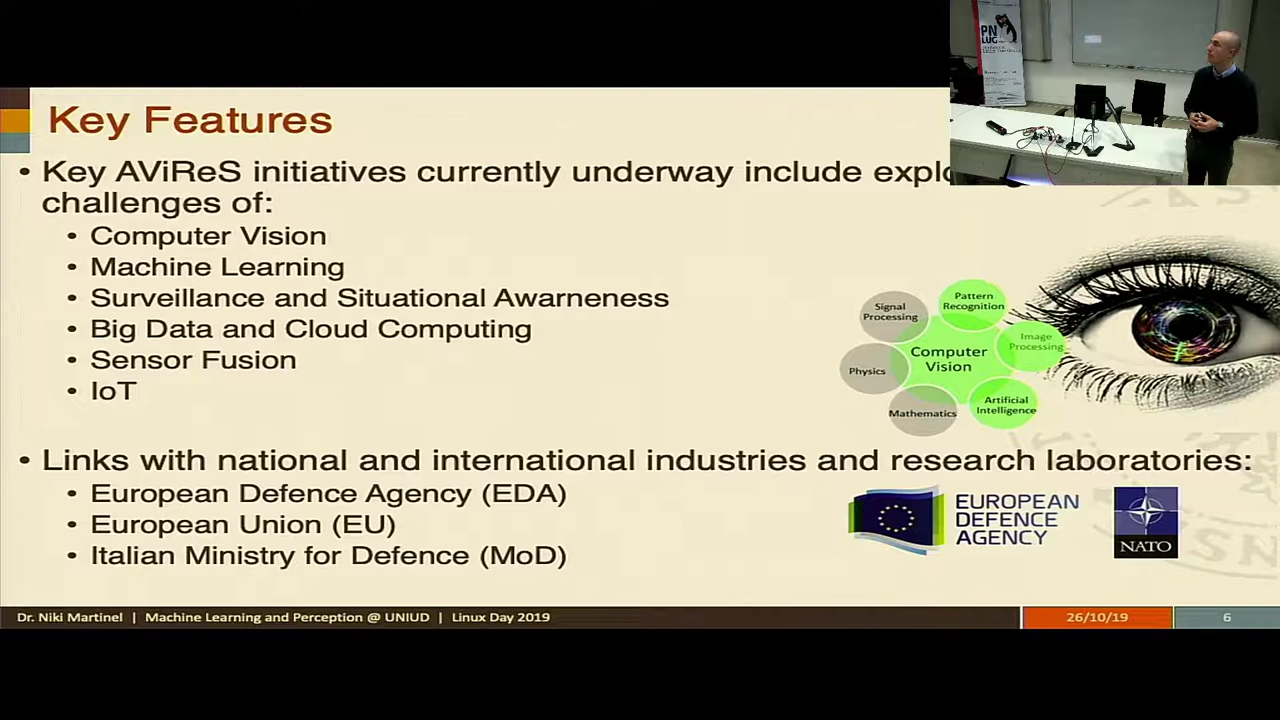 PN
LUG
Key Features
• Key AViReS initiatives currently underway include explo
challenges of:
• Computer Vision
• Machine Learning
• Surveillance and Situational Awarneness
• Big Data and Cloud Computing
• Sensor Fusion
• IoT
Signal
Processing
Pattern
Recognition
Image
Processing
Computer
Vision
Physics
Mathematics
Artificial
Intelligence
• Links with national and international industries and research laboratories:
• European Defence Agency (EDA)
• European Union (EU)
• Italian Ministry for Defence (MoD)
EUROPEAN
DEFENCE
AGENCY
NATO
Dr. Niki Martinel | Machine Learning and Perception @ UNIUD | Linux Day 2019
26/10/19
6